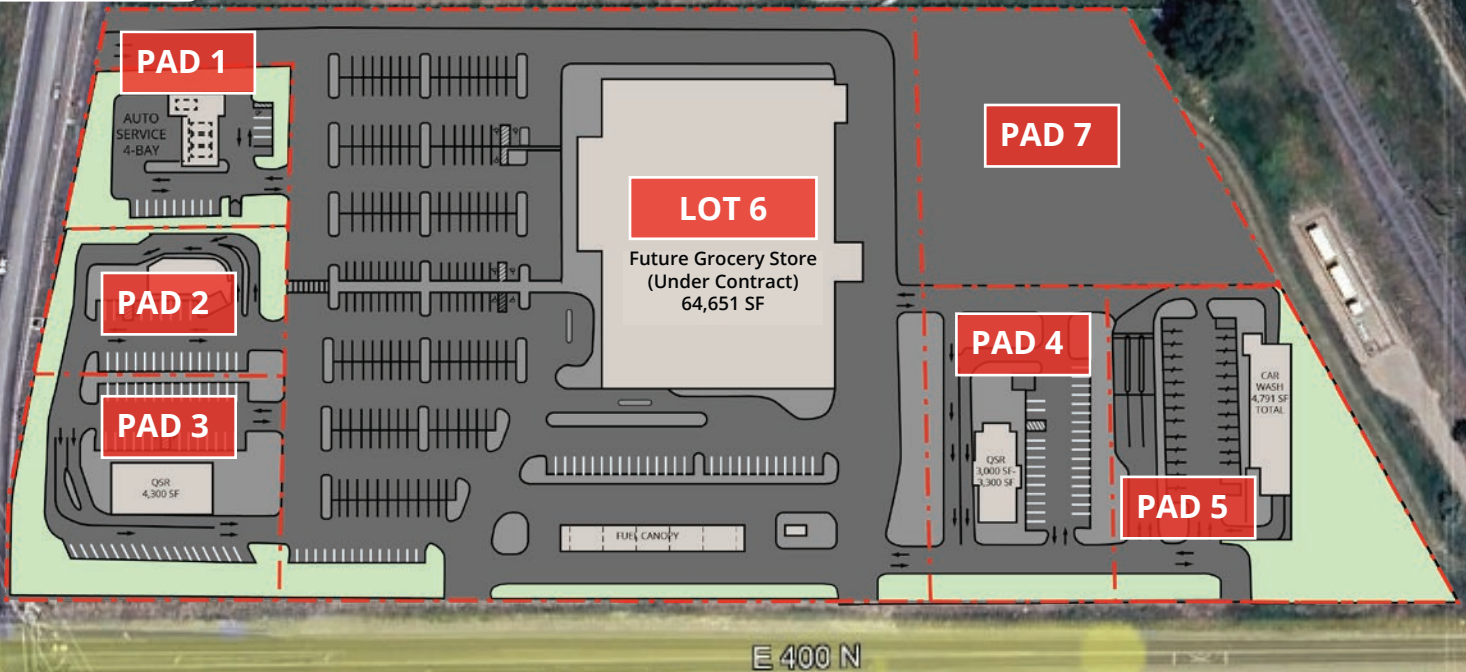 PAD 1
AUTO
SERVICE
4-BAY
PAD 2
PAD 3
QSR
4,300 SF
LOT 6
Future Grocery Store
(Under Contract)
64,651 SF
FUEL CANOPY
PAD 7
PAD 4
QSR
3,000 SF-
3,300 SF
PAD 5
CAR
WASH
4,791 SF
TOTAL
E 400 N